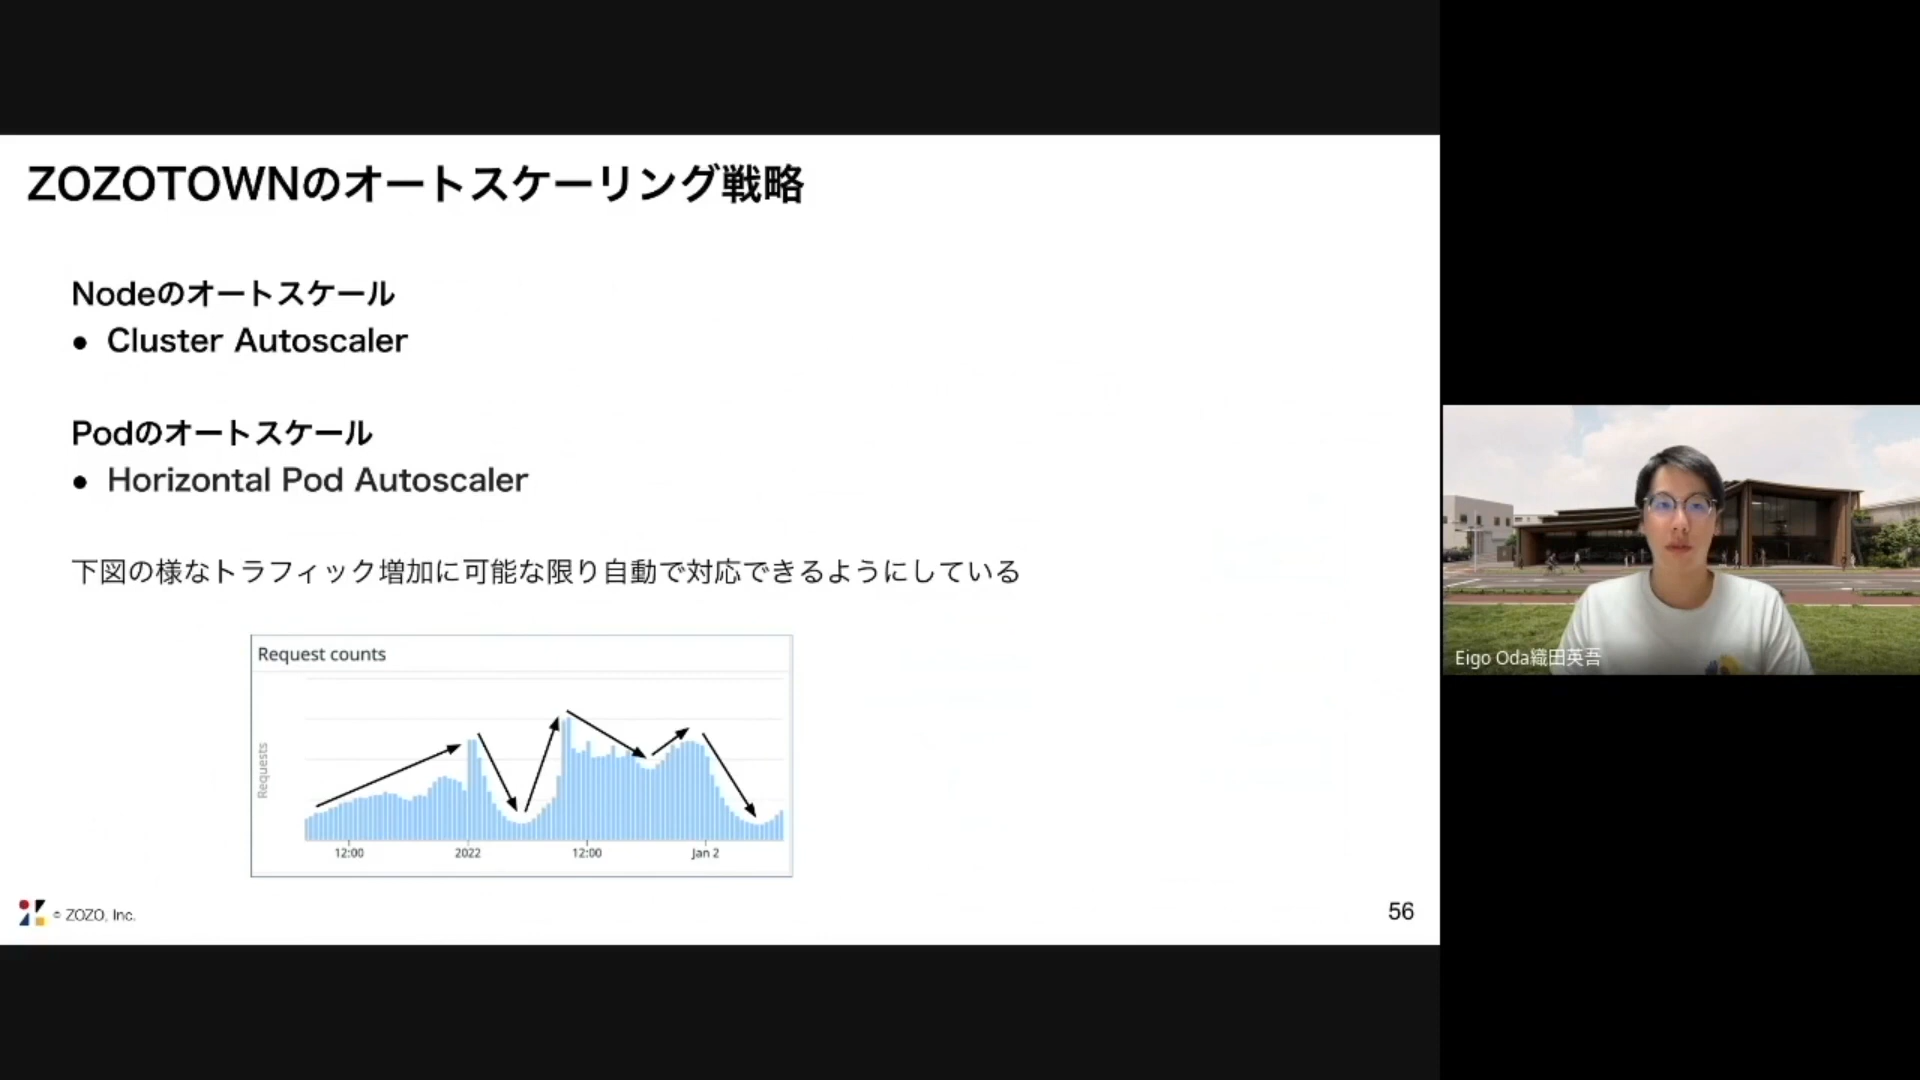 ZOZOTOWNのオートスケーリング戦略
Nodeのオートスケール
● Cluster Autoscaler
Podのオートスケール
● Horizontal Pod Autoscaler
下図の様なトラフィック増加に可能な限り自動で対応できるようにしている
Request counts
Requests
12:00 2022 12:00 Jan 2
© ZOZO, Inc.
56
Eigo Oda織田英吾